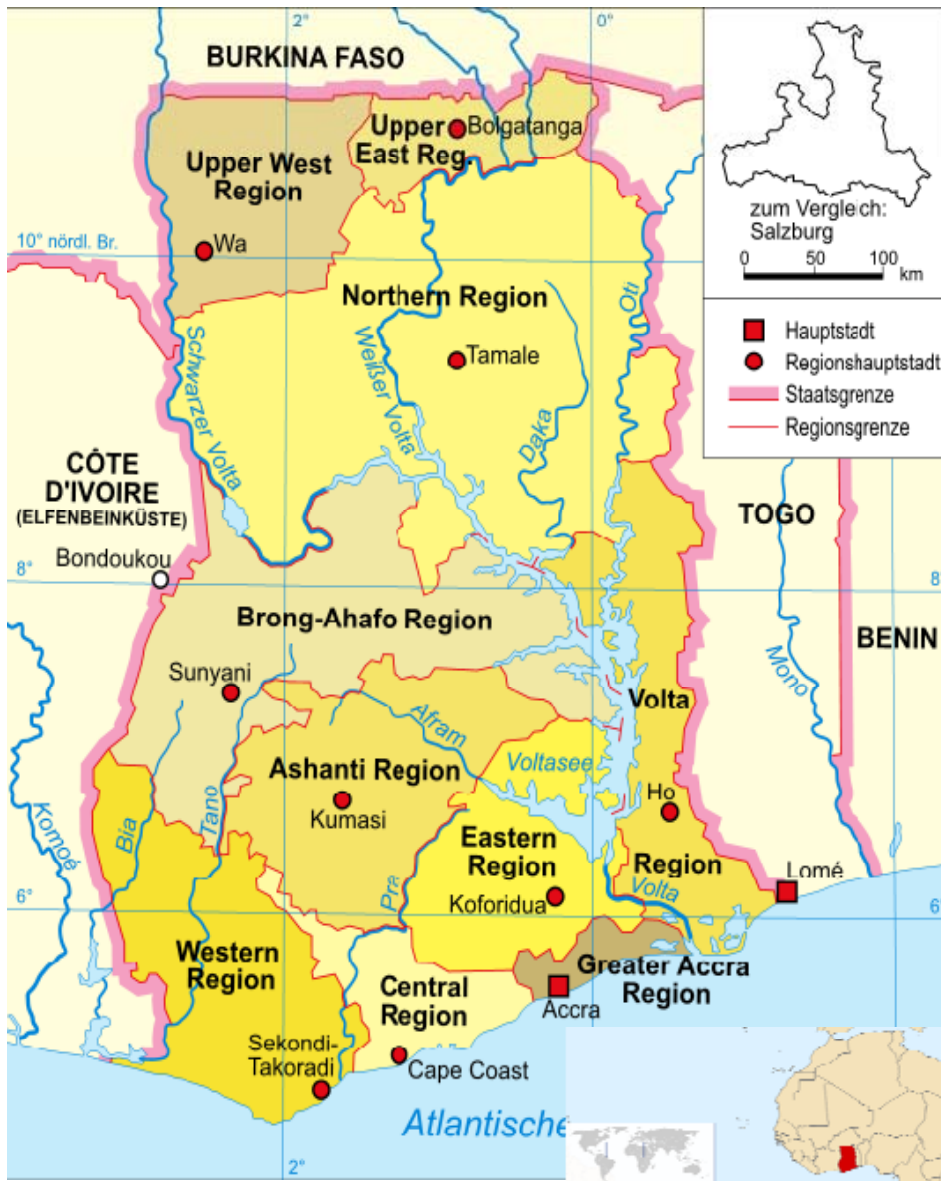 2°
0°
BURKINA FASO
Upper
East Reg.
Bolgatanga
Upper West
Region
zum Vergleich:
Salzburg
0 50 100
km
10° nördl. Br.
Wa
Northern Region
Oti
Hauptstadt
Regionshauptstadt
Staatsgrenze
Regionsgrenze
Schwarzer Volta
Weißer Volta
Tamale
Daka
CÔTE
D'IVOIRE
(ELFENBEINKÜSTE)
TOGO
Bondoukou
8°
8°
Brong-Ahafo Region
BENIN
Mono
Sunyani
Volta
Afram
Voltasee
Ashanti Region
Kumasi
Ho
Komoé
Bia
Tano
Eastern
Region
Region
Lomé
Pra
Koforidua
Volta
6°
6°
Western
Region
Greater Accra
Region
Central
Region
Accra
Sekondi-
Takoradi
Cape Coast
Atlantische
2°